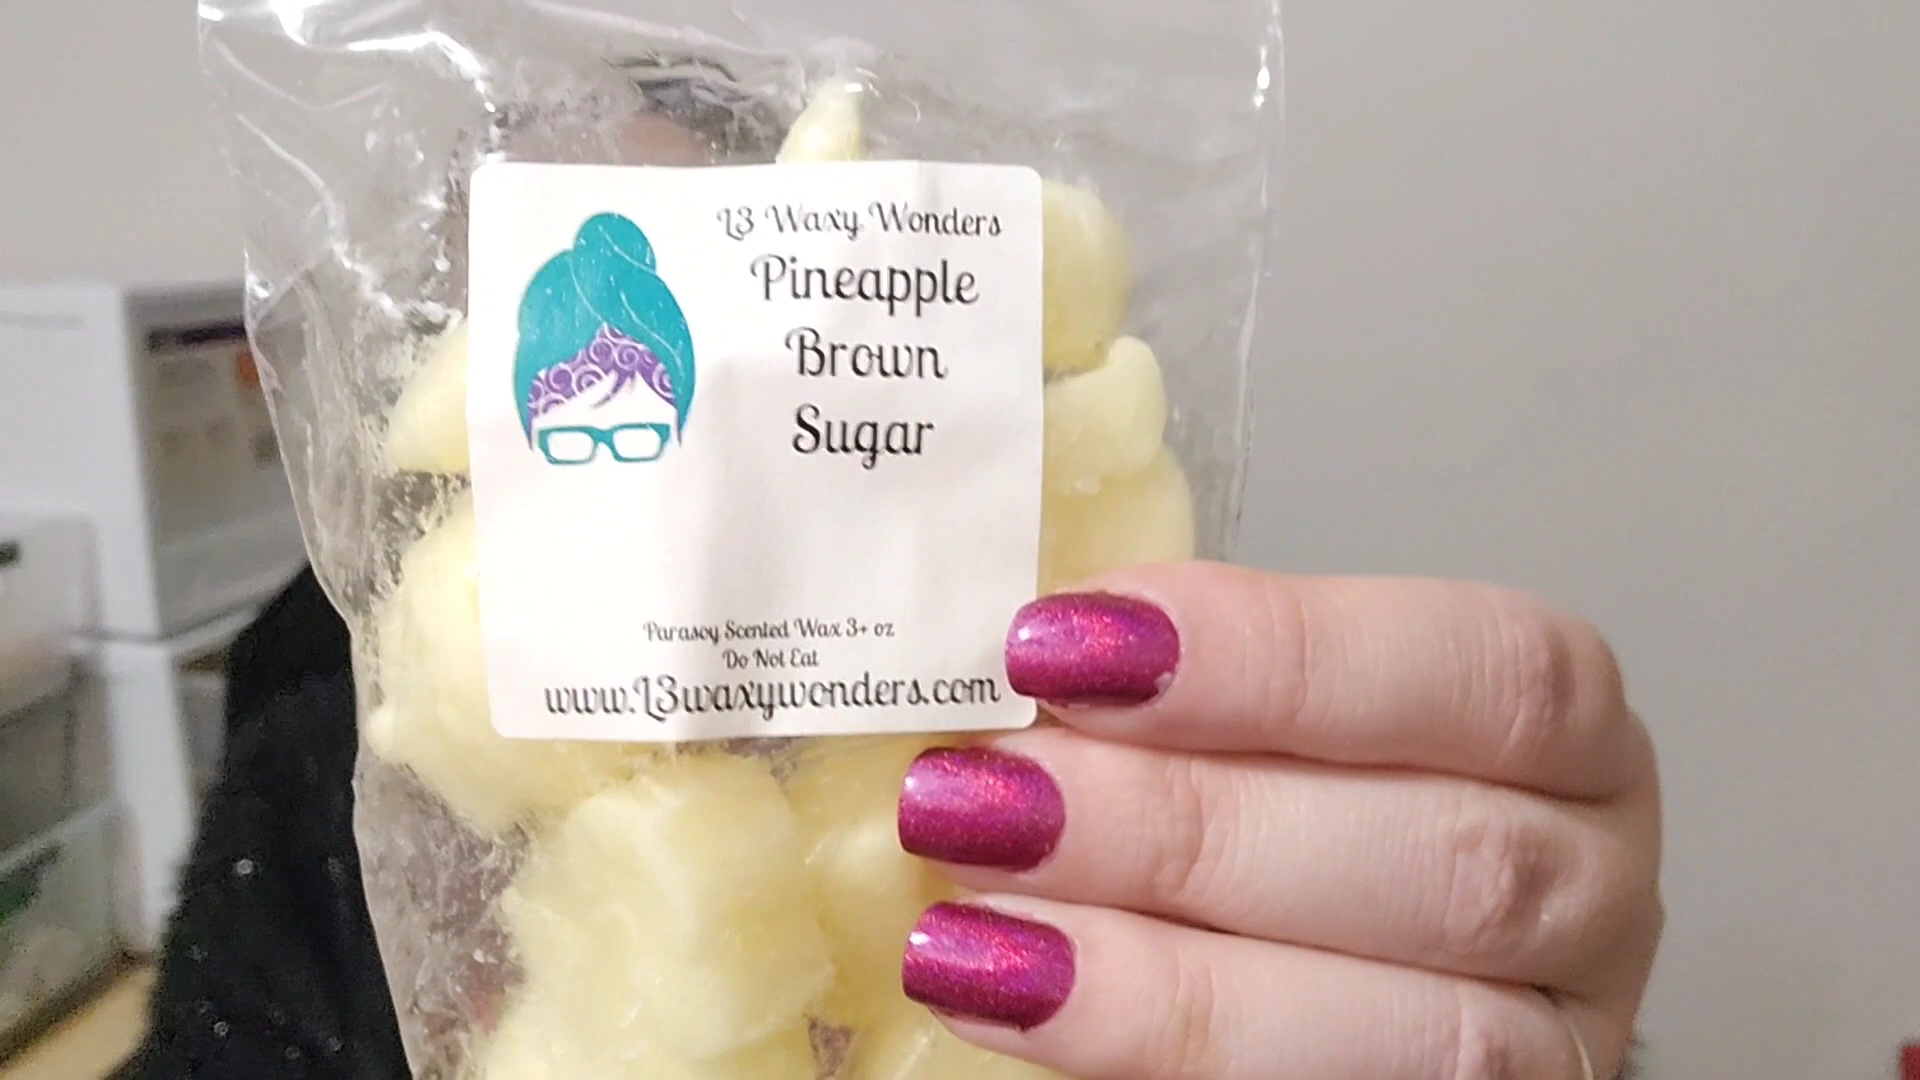 L3 Waxy Wonders
Pineapple
Brown
Sugar
Parasoy Scented Wax 3+ oz
Do Not Eat
www.L3waxywonders.com